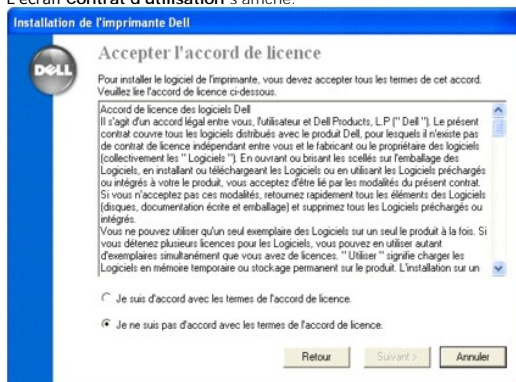 L'écran Contrat d'utilisation s'affiche.
Installation de l'imprimante Dell
DELL
Accepter l'accord de licence
Pour installer le logiciel de l'imprimante, vous devez accepter tous les termes de cet accord.
Veuillez lire l'accord de licence ci-dessous.
Accord de licence des logiciels Dell
Il s'agit d'un accord légal entre vous, l'utilisateur et Dell Products, L.P ('' Dell ''). Le présent
contrat couvre tous les logiciels distribués avec le produit Dell, pour lesquels il n'existe pas
de contrat de licence indépendant entre vous et le fabricant ou le propriétaire des logiciels
(collectivement les '' Logiciels ''). En ouvrant ou brisant les scellés sur l'emballage des
Logiciels, en installant ou téléchargeant les Logiciels ou en utilisant les Logiciels préchargés
ou intégrés à votre le produit, vous acceptez d'être lié par les modalités du présent contrat.
Si vous n'acceptez pas ces modalités, retournez rapidement tous les éléments des Logiciels
(disques, documentation écrite et emballage) et supprimez tous les Logiciels préchargés ou
intégrés.
Vous ne pouvez utiliser qu'un seul exemplaire des Logiciels sur un seul le produit à la fois. Si
vous détenez plusieurs licences pour les Logiciels, vous pouvez en utiliser autant
d'exemplaires simultanément que vous avez de licences. '' Utiliser '' signifie charger les
Logiciels en mémoire temporaire ou stockage permanent sur le produit. L'installation sur un
Je suis d'accord avec les termes de l'accord de licence.
Je ne suis pas d'accord avec les termes de l'accord de licence.
Retour
Suivant >
Annuler